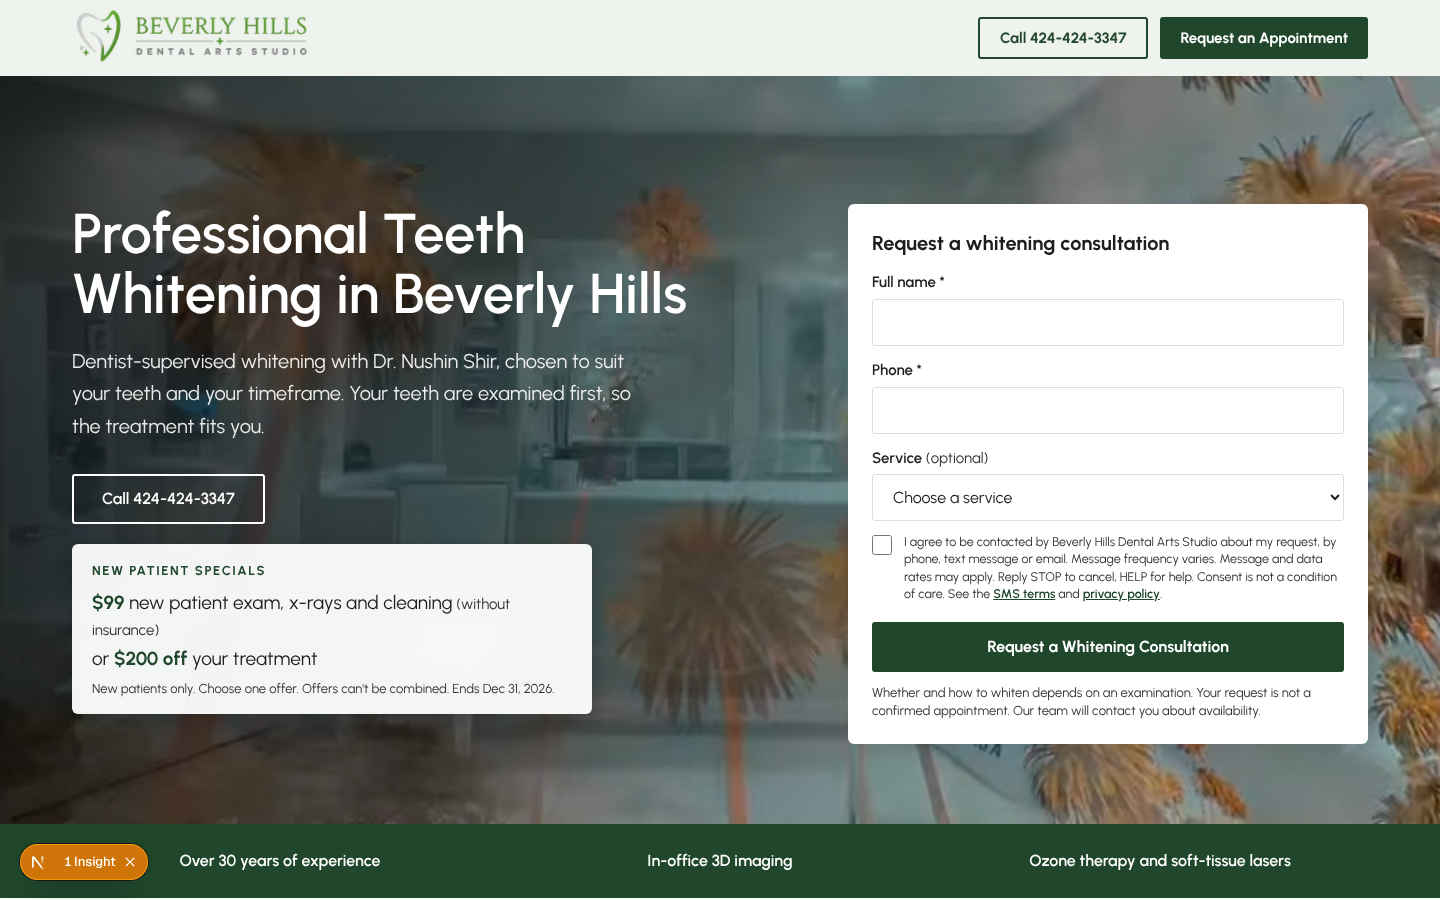 BEVERLY HILLS
DENTAL ARTS STUDIO
Call 424-424-3347
Request an Appointment
Professional Teeth
Whitening in Beverly Hills
Dentist-supervised whitening with Dr. Nushin Shir, chosen to suit
your teeth and your timeframe. Your teeth are examined first, so
the treatment fits you.
Call 424-424-3347
NEW PATIENT SPECIALS
$99 new patient exam, x-rays and cleaning (without
insurance)
or $200 off your treatment
New patients only. Choose one offer. Offers can't be combined. Ends Dec 31, 2026.
Request a whitening consultation
Full name *
Phone *
Service (optional)
Choose a service
I agree to be contacted by Beverly Hills Dental Arts Studio about my request, by
phone, text message or email. Message frequency varies. Message and data
rates may apply. Reply STOP to cancel, HELP for help. Consent is not a condition
of care. See the SMS terms and privacy policy.
Request a Whitening Consultation
Whether and how to whiten depends on an examination. Your request is not a
confirmed appointment. Our team will contact you about availability.
N 1 Insight
Over 30 years of experience
In-office 3D imaging
Ozone therapy and soft-tissue lasers